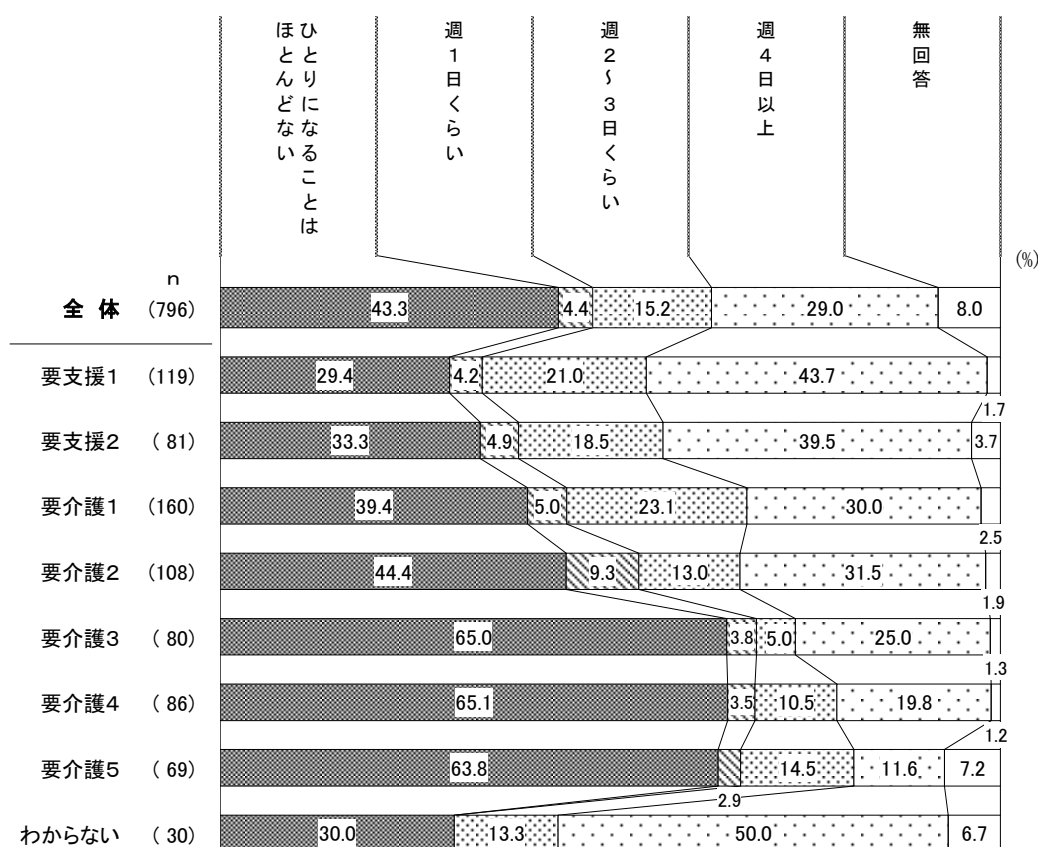 ひとりになることは
ほとんどない
週1日くらい
週2～3日くらい
週4日以上
無回答
(%)
n
全 体 (796) 43.3 4.4 15.2 29.0 8.0
要支援1 (119) 29.4 4.2 21.0 43.7 1.7
要支援2 ( 81) 33.3 4.9 18.5 39.5 3.7
要介護1 (160) 39.4 5.0 23.1 30.0 2.5
要介護2 (108) 44.4 9.3 13.0 31.5 1.9
要介護3 ( 80) 65.0 3.8 5.0 25.0 1.3
要介護4 ( 86) 65.1 3.5 10.5 19.8 1.2
要介護5 ( 69) 63.8 2.9 14.5 11.6 7.2
わからない ( 30) 30.0 13.3 50.0 6.7